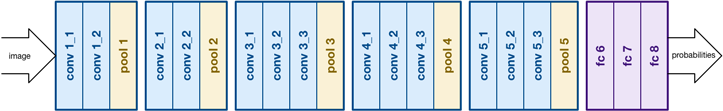 image
conv 1_1
conv 1_2
pool 1
conv 2_1
conv 2_2
pool 2
conv 3_1
conv 3_2
conv 3_3
pool 3
conv 4_1
conv 4_2
conv 4_3
pool 4
conv 5_1
conv 5_2
conv 5_3
pool 5
fc 6
fc 7
fc 8
probabilities